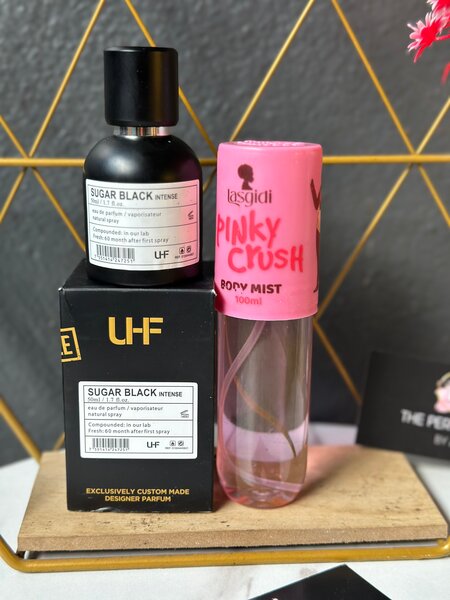 SUGAR BLACK INTENSE
50ml / 1.7 fl.oz.
eau de parfum / vaporisateur
natural spray
Compounded: in our lab
Fresh: 60 month after first spray
UHF
UHF
SUGAR BLACK INTENSE
50ml / 1.7 fl.oz.
eau de parfum / vaporisateur
natural spray
Compounded: in our lab
Fresh: 60 month after first spray
UHF
EXCLUSIVELY CUSTOM MADE
DESIGNER PARFUM
lasgidi
PINKY
CRUSH
BODY MIST
100ml
THE
BY